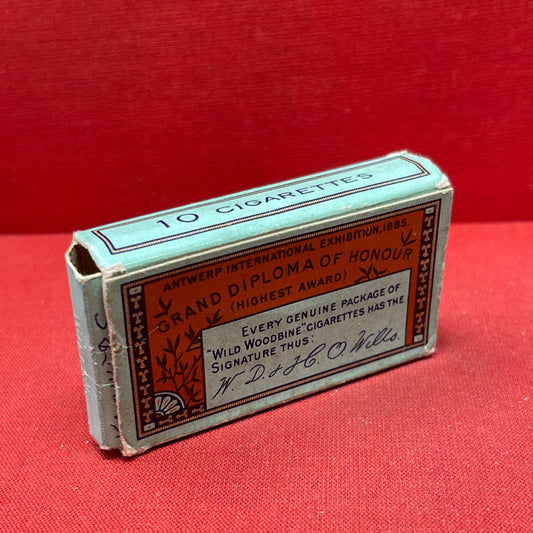 10 CIGARETTES
ANTWERP INTERNATIONAL EXHIBITION, 1885.
GRAND DIPLOMA OF HONOUR
(HIGHEST AWARD)
EVERY GENUINE PACKAGE OF
"WILD WOODBINE" CIGARETTES HAS THE
SIGNATURE THUS:
W. D. & H. O. Wills.